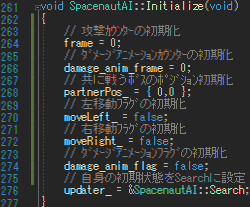 261 void SpacenautAI::Initialize(void)
262 {
263 // 攻撃カウンターの初期化
264 frame = 0;
265 // ダメージアニメーションカウンターの初期化
266 damage_anim_frame = 0;
267 // 共に戦うボスのポジション初期化
268 partnerPos_ = { 0,0 };
269 // 左移動フラグの初期化
270 moveLeft_ = false;
271 // 右移動フラグの初期化
272 moveRight_ = false;
273 // ダメージアニメーションフラグの初期化
274 damage_anim_flag = false;
275 // 自身の初期状態をSearchに設定
276 updater_ = &SpacenautAI::Search;
277 }